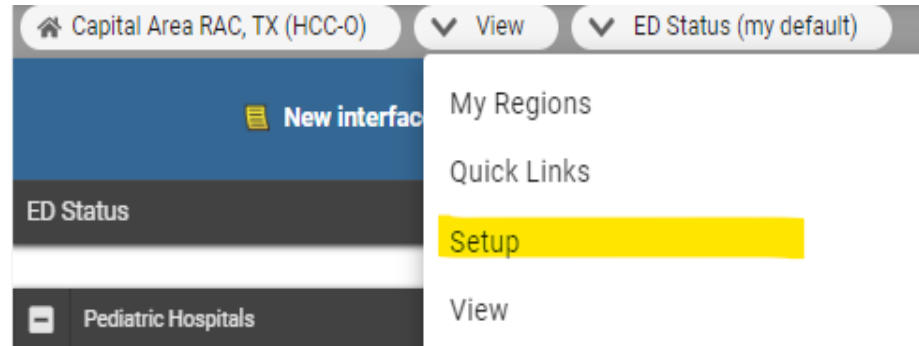 Capital Area RAC, TX (HCC-O) View ED Status (my default)
New interfac
My Regions
Quick Links
ED Status
Setup
Pediatric Hospitals
View